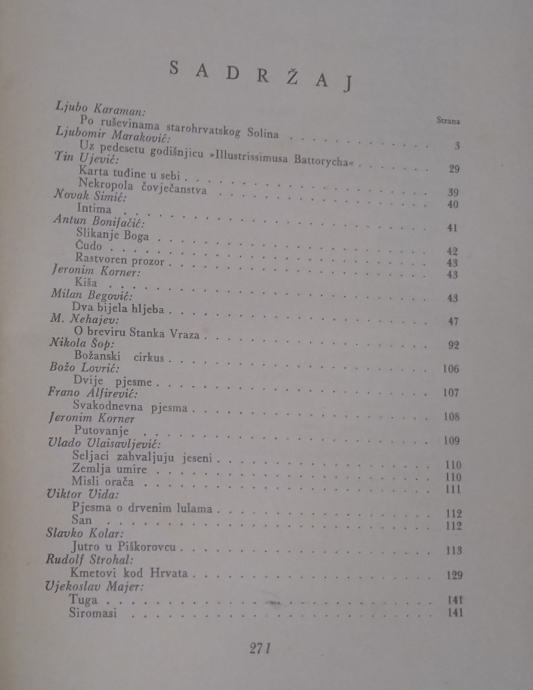 SADRŽAJ
Strana
Ljubo Karaman:
Po ruševinama starohrvatskog Solina . . . . . . . . . . 3
Ljubomir Maraković:
Uz pedesetu godišnjicu »Illustrissimusa Battorycha« . . . . . . 29
Tin Ujević:
Karta tuđine u sebi . . . . . . . . . . . . . . . . . 39
Nekropola čovječanstva . . . . . . . . . . . . . . . 40
Novak Simić:
Intima . . . . . . . . . . . . . . . . . . . . . 41
Antun Bonifačić:
Slikanje Boga . . . . . . . . . . . . . . . . . . . 42
Čudo . . . . . . . . . . . . . . . . . . . . . . 43
Rastvoren prozor . . . . . . . . . . . . . . . . . . 43
Jeronim Korner:
Kiša . . . . . . . . . . . . . . . . . . . . . . 43
Milan Begović:
Dva bijela hljeba . . . . . . . . . . . . . . . . . . 47
M. Nehajev:
O breviru Stanka Vraza . . . . . . . . . . . . . . . 92
Nikola Šop:
Božanski cirkus . . . . . . . . . . . . . . . . . . 106
Božo Lovrić:
Dvije pjesme . . . . . . . . . . . . . . . . . . . 107
Frano Alfirević:
Svakodnevna pjesma . . . . . . . . . . . . . . . . 108
Jeronim Korner
Putovanje . . . . . . . . . . . . . . . . . . . . 109
Vlado Vlaisavljević:
Seljaci zahvaljuju jeseni . . . . . . . . . . . . . . . 110
Zemlja umire . . . . . . . . . . . . . . . . . . . 110
Misli orača . . . . . . . . . . . . . . . . . . . . 111
Viktor Vida:
Pjesma o drvenim lulama . . . . . . . . . . . . . . . 112
San . . . . . . . . . . . . . . . . . . . . . . 112
Slavko Kolar:
Jutro u Piškorovcu . . . . . . . . . . . . . . . . . 113
Rudolf Strohal:
Kmetovi kod Hrvata . . . . . . . . . . . . . . . . . 129
Vjekoslav Majer:
Tuga . . . . . . . . . . . . . . . . . . . . . . 141
Siromasi . . . . . . . . . . . . . . . . . . . . 141
271